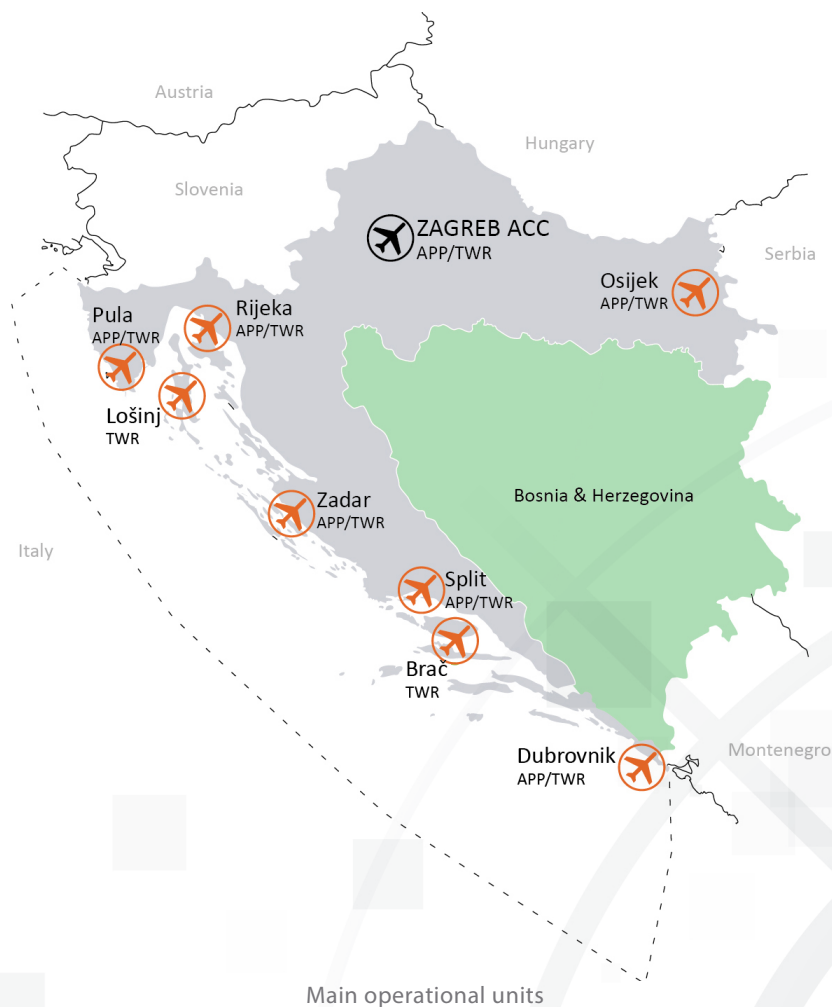 Austria
Hungary
Slovenia
ZAGREB ACC
APP/TWR
Serbia
Osijek
APP/TWR
Pula
APP/TWR
Rijeka
APP/TWR
Lošinj
TWR
Zadar
APP/TWR
Bosnia & Herzegovina
Italy
Split
APP/TWR
Brač
TWR
Dubrovnik
APP/TWR
Montenegro
Main operational units